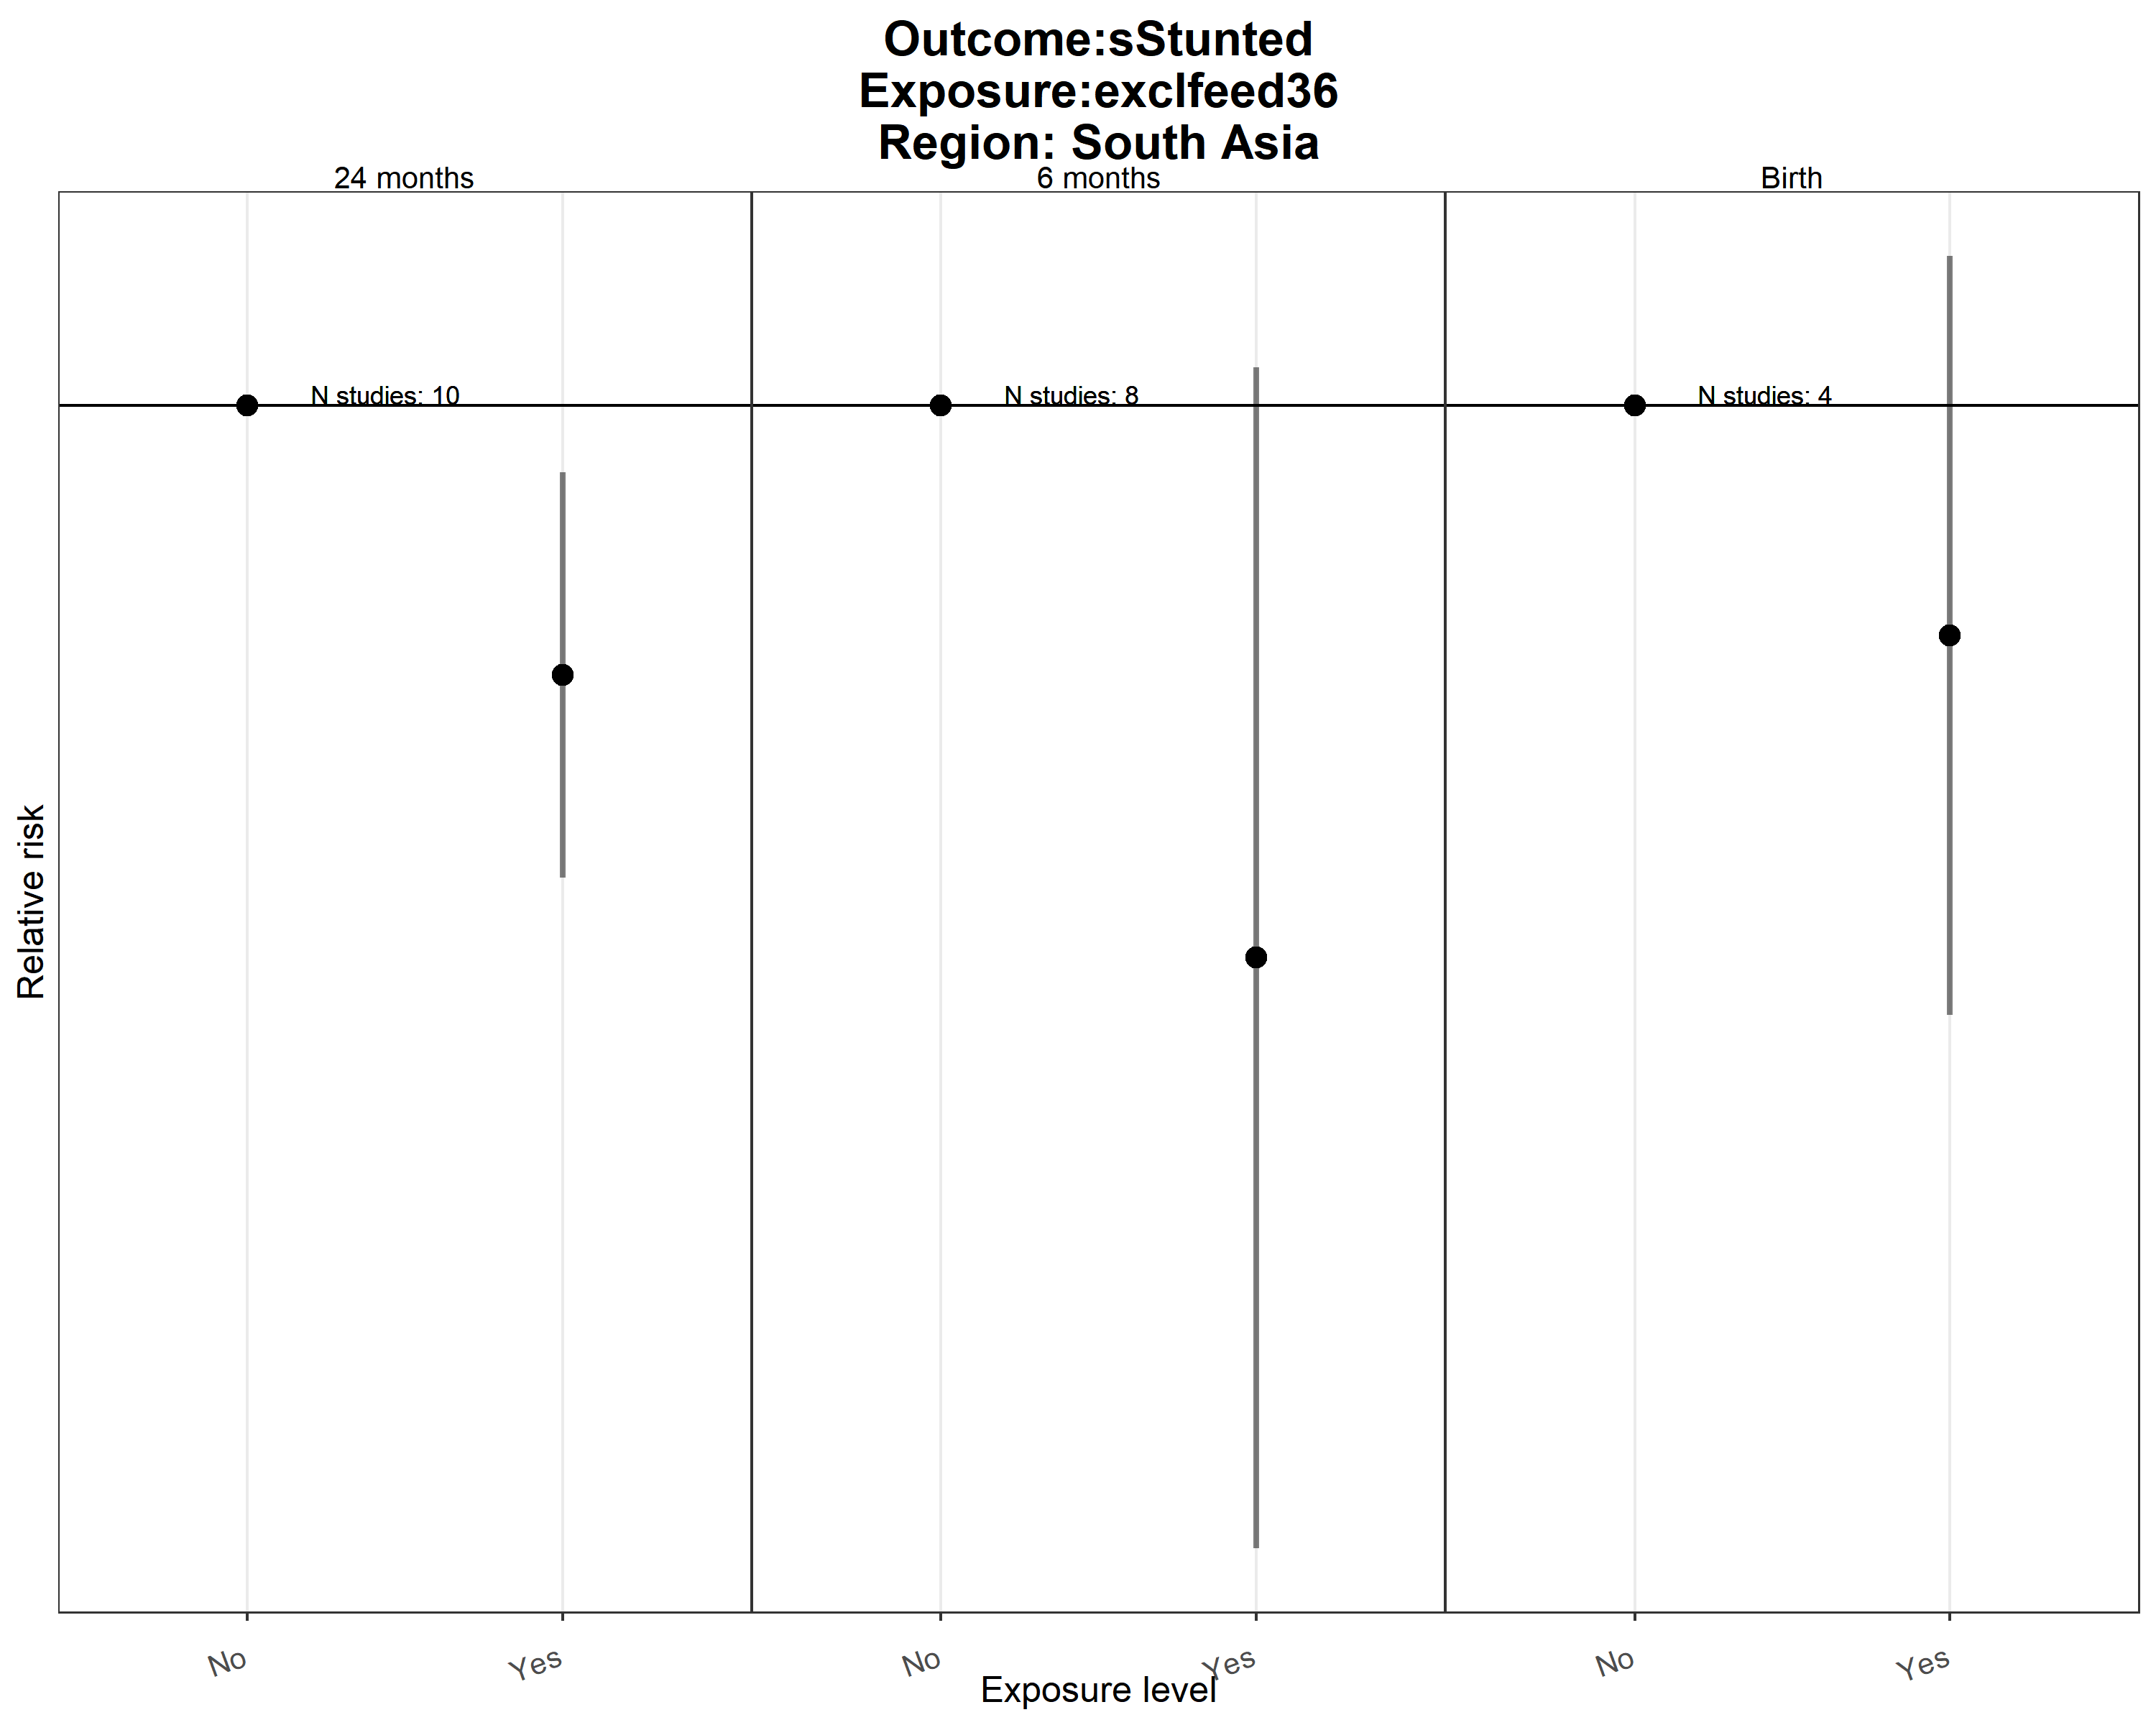 Outcome:sStunted
Exposure:exclfeed36
Region: South Asia
24 months
6 months
Birth
N studies: 10
N studies: 8
N studies: 4
Relative risk
No
Yes
No
Yes
No
Yes
Exposure level